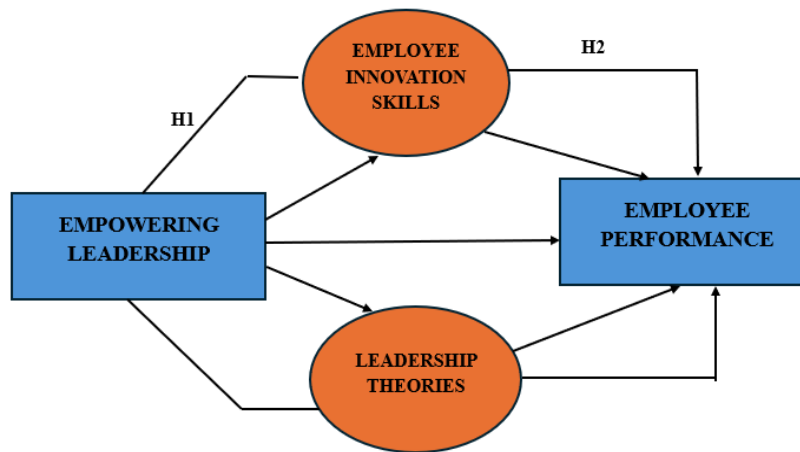 EMPLOYEE
INNOVATION
SKILLS
H2
H1
EMPOWERING
LEADERSHIP
EMPLOYEE
PERFORMANCE
LEADERSHIP
THEORIES